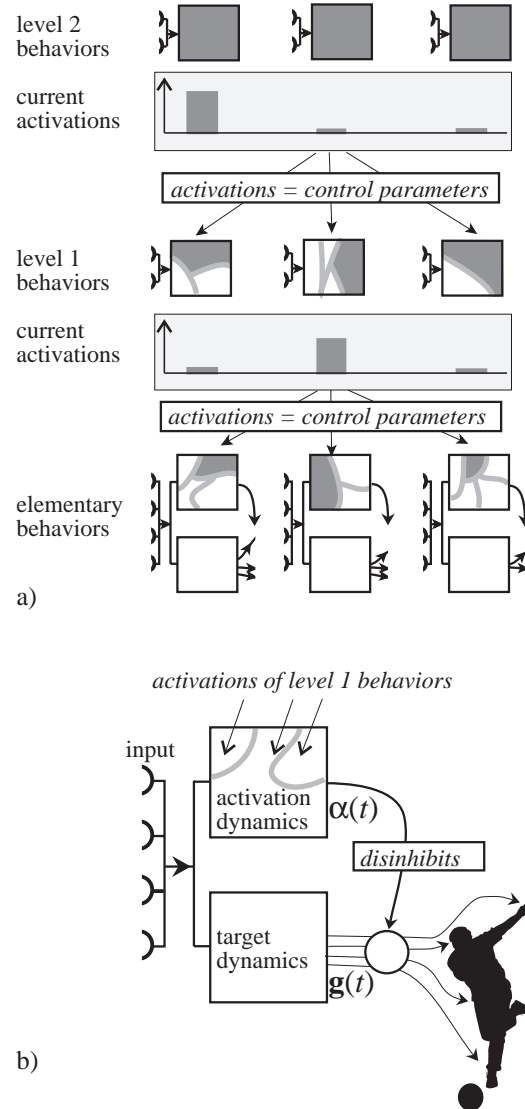 level 2
behaviors
current
activations
activations = control parameters
level 1
behaviors
current
activations
activations = control parameters
elementary
behaviors
a)
activations of level 1 behaviors
input
activation
dynamics
α(t)
disinhibits
target
dynamics
g(t)
b)